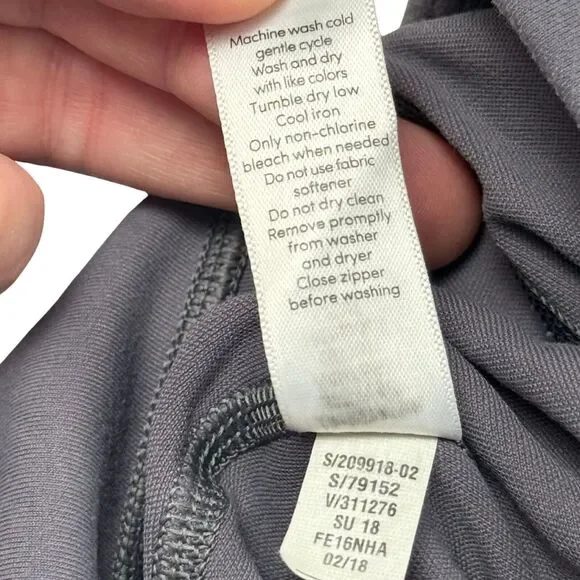 Machine wash cold
gentle cycle
Wash and dry
with like colors
Tumble dry low
Cool iron
Only non-chlorine
bleach when needed
Do not use fabric
softener
Do not dry clean
Remove promptly
from washer
and dryer
Close zipper
before washing
S/209918-02
S/79152
V/311276
SU 18
FE16NHA
02/18